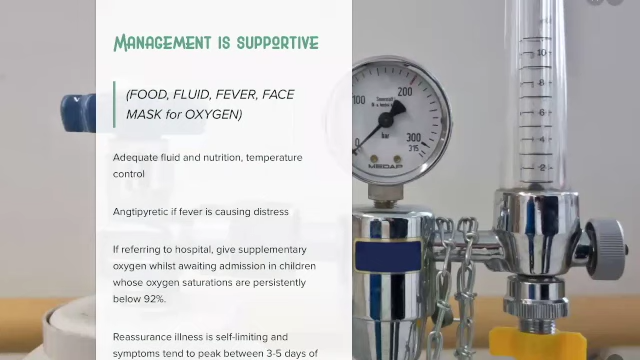 MANAGEMENT IS SUPPORTIVE
(FOOD, FLUID, FEVER, FACE
MASK for OXYGEN)
Adequate fluid and nutrition, temperature
control
Angtipyretic if fever is causing distress
If referring to hospital, give supplementary
oxygen whilst awaiting admission in children
whose oxygen saturations are persistently
below 92%.
Reassurance illness is self-limiting and
symptoms tend to peak between 3-5 days of
100
200
bar
0
300
315
MEDAP
10
8
6
4
2